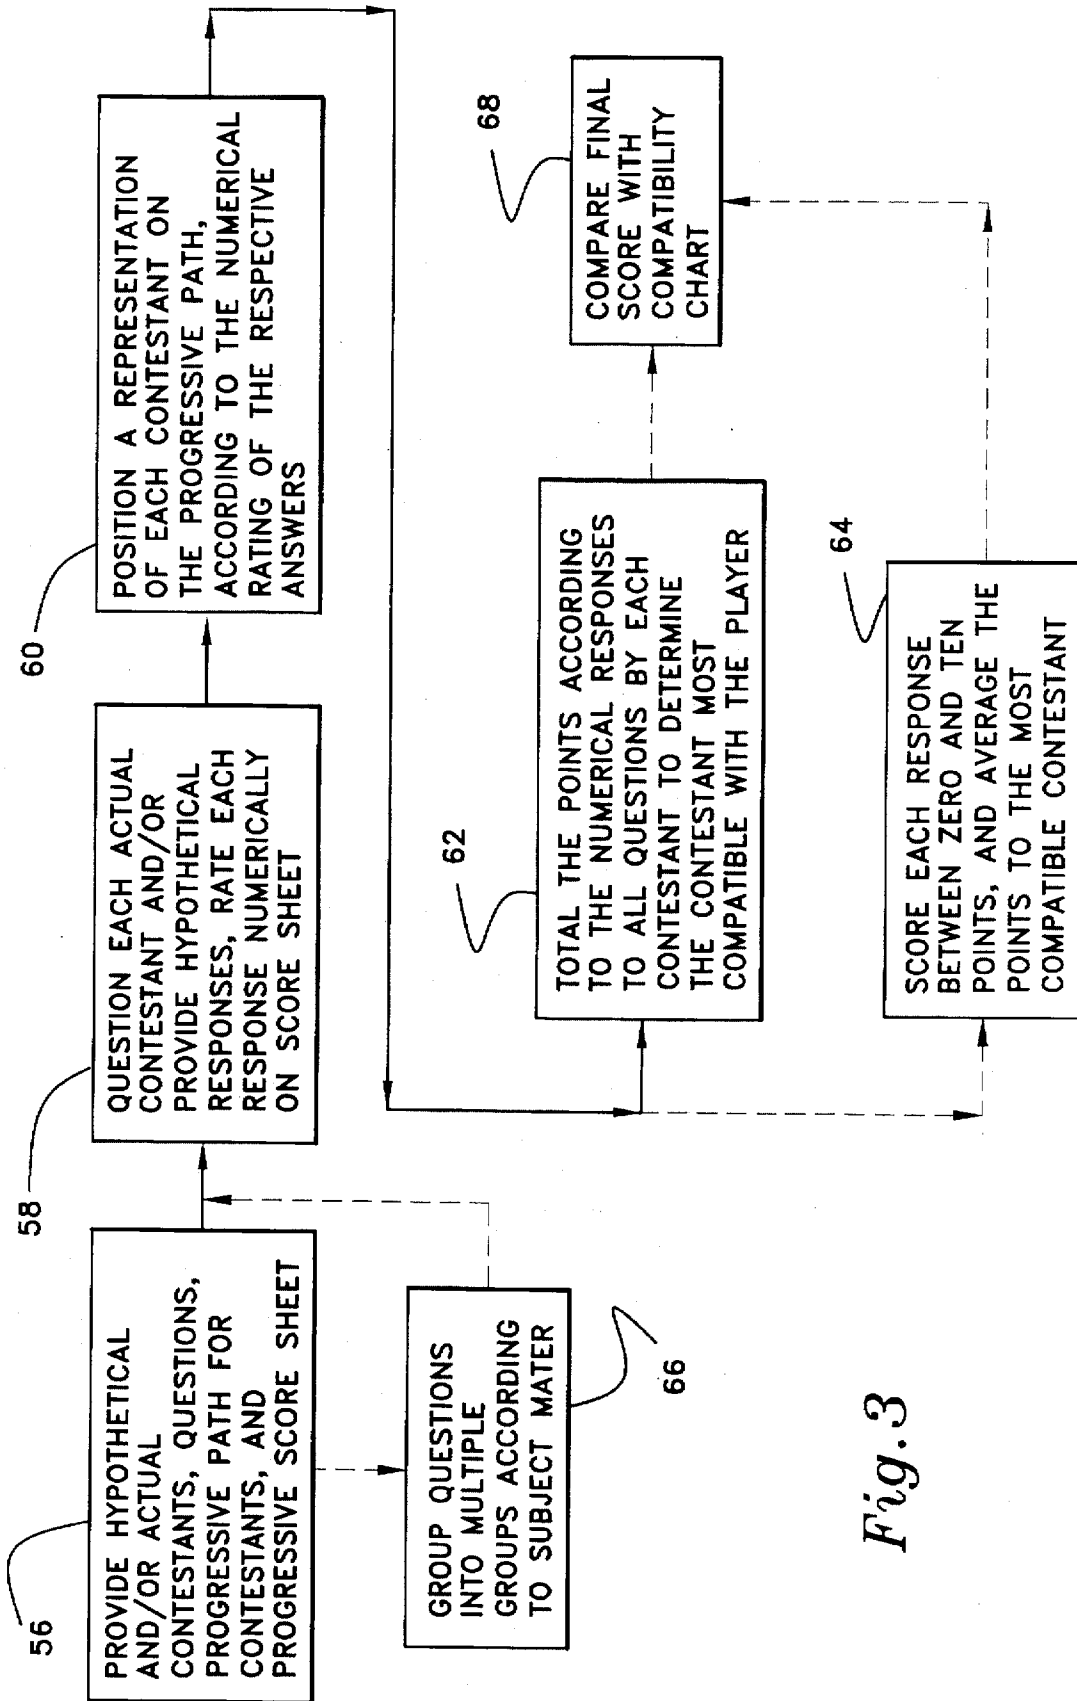 56
PROVIDE HYPOTHETICAL
AND/OR ACTUAL
CONTESTANTS, QUESTIONS,
PROGRESSIVE PATH FOR
CONTESTANTS, AND
PROGRESSIVE SCORE SHEET
58
QUESTION EACH ACTUAL
CONTESTANT AND/OR
PROVIDE HYPOTHETICAL
RESPONSES, RATE EACH
RESPONSE NUMERICALLY
ON SCORE SHEET
60
POSITION A REPRESENTATION
OF EACH CONTESTANT ON
THE PROGRESSIVE PATH,
ACCORDING TO THE NUMERICAL
RATING OF THE RESPECTIVE
ANSWERS
GROUP QUESTIONS
INTO MULTIPLE
GROUPS ACCORDING
TO SUBJECT MATER
66
62
TOTAL THE POINTS ACCORDING
TO THE NUMERICAL RESPONSES
TO ALL QUESTIONS BY EACH
CONTESTANT TO DETERMINE
THE CONTESTANT MOST
COMPATIBLE WITH THE PLAYER
68
COMPARE FINAL
SCORE WITH
COMPATIBILITY
CHART
64
SCORE EACH RESPONSE
BETWEEN ZERO AND TEN
POINTS, AND AVERAGE THE
POINTS TO THE MOST
COMPATIBLE CONTESTANT
Fig.3